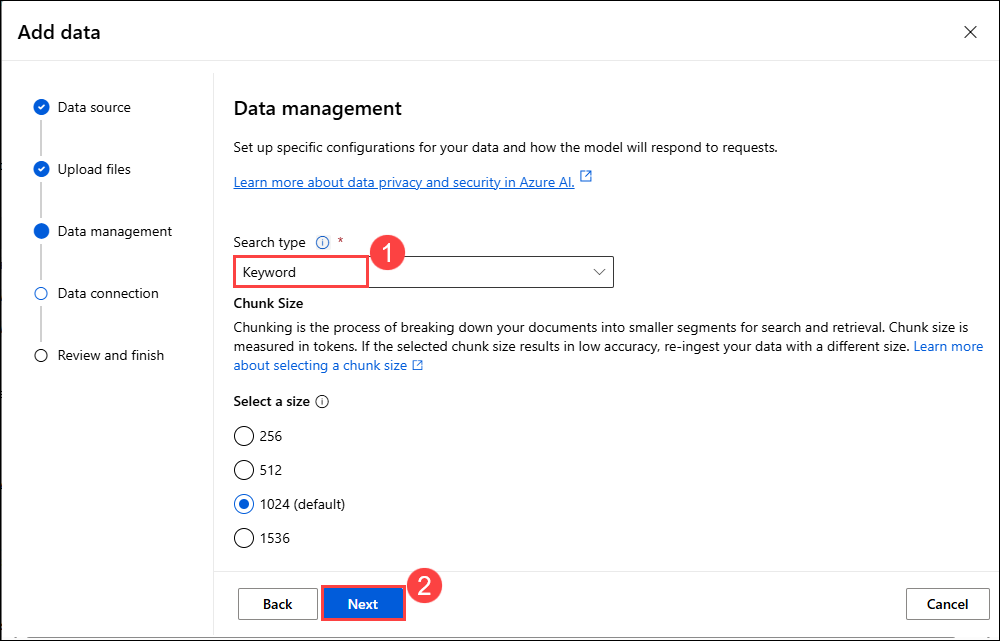 Add data
Data source
Upload files
Data management
Data connection
Review and finish
Data management
Set up specific configurations for your data and how the model will respond to requests.
Learn more about data privacy and security in Azure AI.
Search type *
1
Keyword
Chunk Size
Chunking is the process of breaking down your documents into smaller segments for search and retrieval. Chunk size is
measured in tokens. If the selected chunk size results in low accuracy, re-ingest your data with a different size. Learn more
about selecting a chunk size
Select a size
256
512
1024 (default)
1536
2
Back Next Cancel